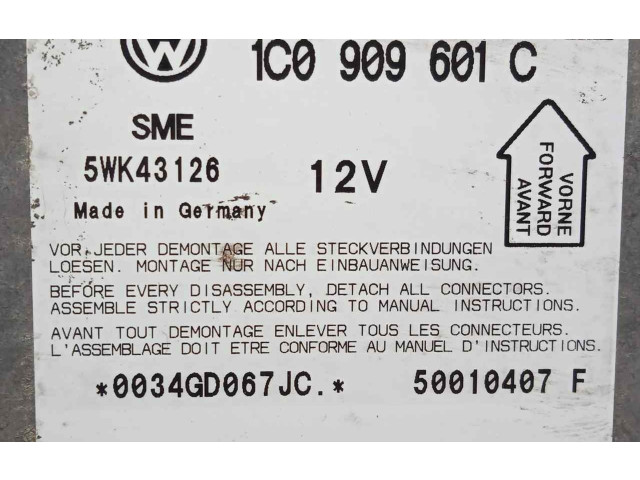 1C0 909 601 C
SME
5WK43126
12V
Made in Germany
VORNE
FORWARD
AVANT
VOR JEDER DEMONTAGE ALLE STECKVERBINDUNGEN
LOESEN. MONTAGE NUR NACH EINBAUANWEISUNG.
BEFORE EVERY DISASSEMBLY, DETACH ALL CONNECTORS.
ASSEMBLE STRICTLY ACCORDING TO MANUAL INSTRUCTIONS.
AVANT TOUT DEMONTAGE ENLEVER TOUS LES CONNECTEURS.
L'ASSEMBLAGE DOIT ETRE CONFORME AU MANUEL D'INSTRUCTIONS.
*0034GD067JC.*
50010407 F